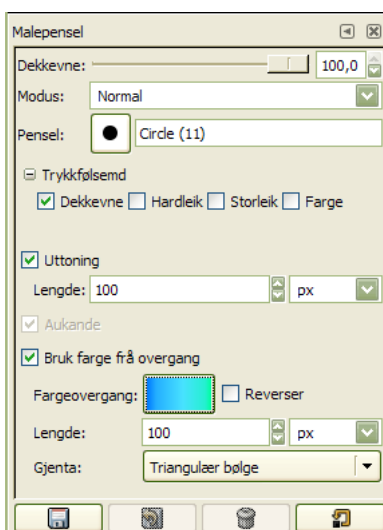 Malepensel
Dekkevne: 100,0
Modus: Normal
Pensel: Circle (11)
Trykkfølsemd
Dekkevne Hardleik Storleik Farge
Uttoning
Lengde: 100 px
Aukande
Bruk farge frå overgang
Fargeovergang: Reverser
Lengde: 100 px
Gjenta: Triangulær bølge